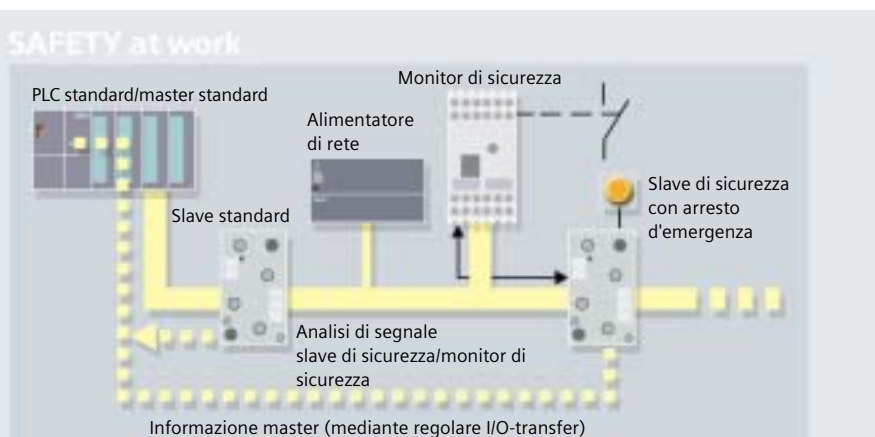 SAFETY at work
Monitor di sicurezza
PLC standard/master standard
Alimentatore
di rete
Slave di sicurezza
con arresto
d'emergenza
Slave standard
Analisi di segnale
slave di sicurezza/monitor di
sicurezza
Informazione master (mediante regolare I/O-transfer)